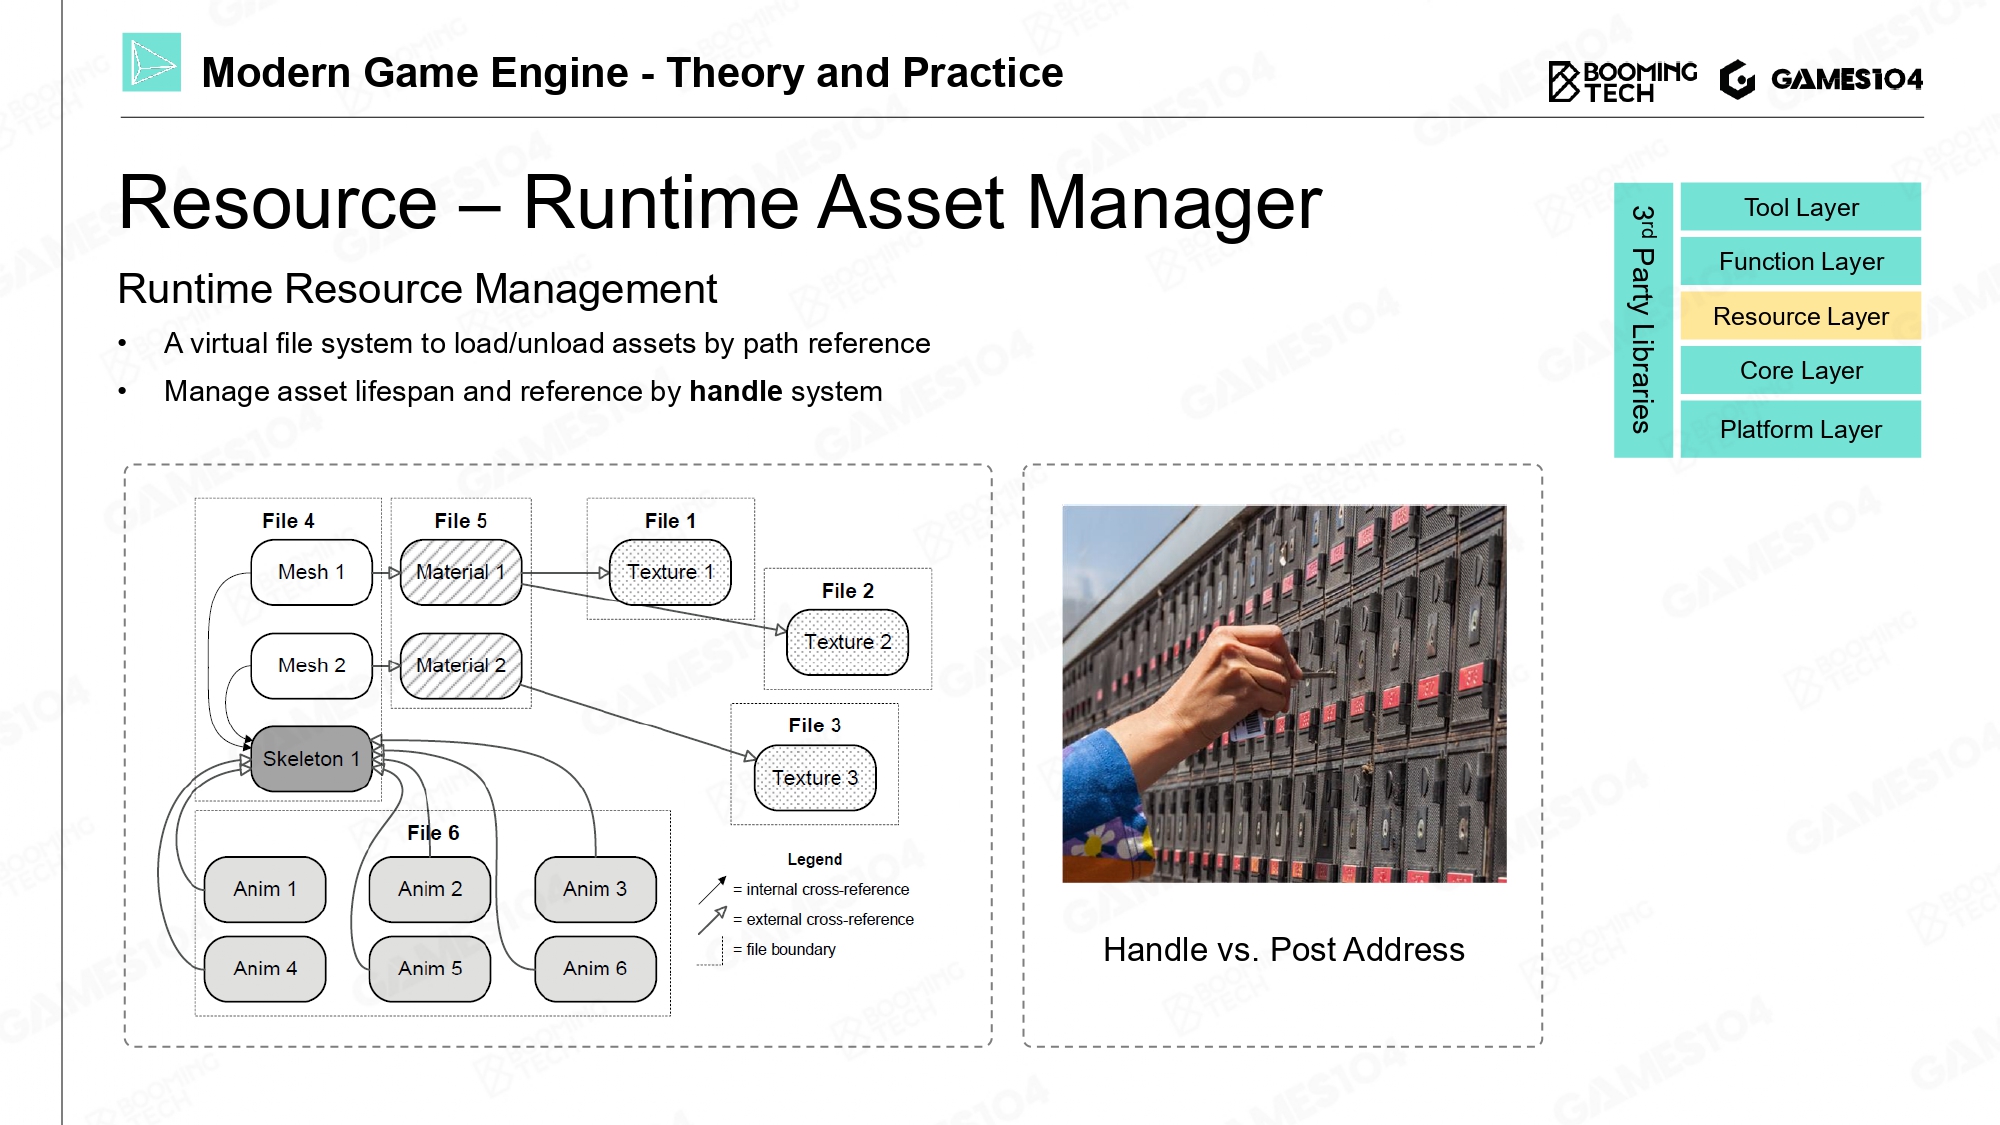 Modern Game Engine - Theory and Practice
BOOMING
TECH
GAMES104
Resource – Runtime Asset Manager
Runtime Resource Management
• A virtual file system to load/unload assets by path reference
• Manage asset lifespan and reference by handle system
3rd Party Libraries
Tool Layer
Function Layer
Resource Layer
Core Layer
Platform Layer
File 4
File 5
File 1
Mesh 1
Material 1
Texture 1
File 2
Texture 2
Mesh 2
Material 2
File 3
Skeleton 1
Texture 3
File 6
Anim 1
Anim 2
Anim 3
Anim 4
Anim 5
Anim 6
Legend
= internal cross-reference
= external cross-reference
= file boundary
Handle vs. Post Address